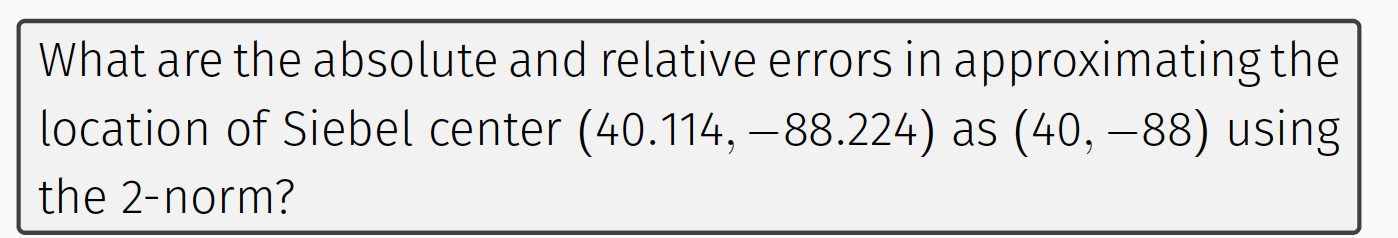 What are the absolute and relative errors in approximating the
location of Siebel center (40.114, −88.224) as (40, −88) using
the 2-norm?